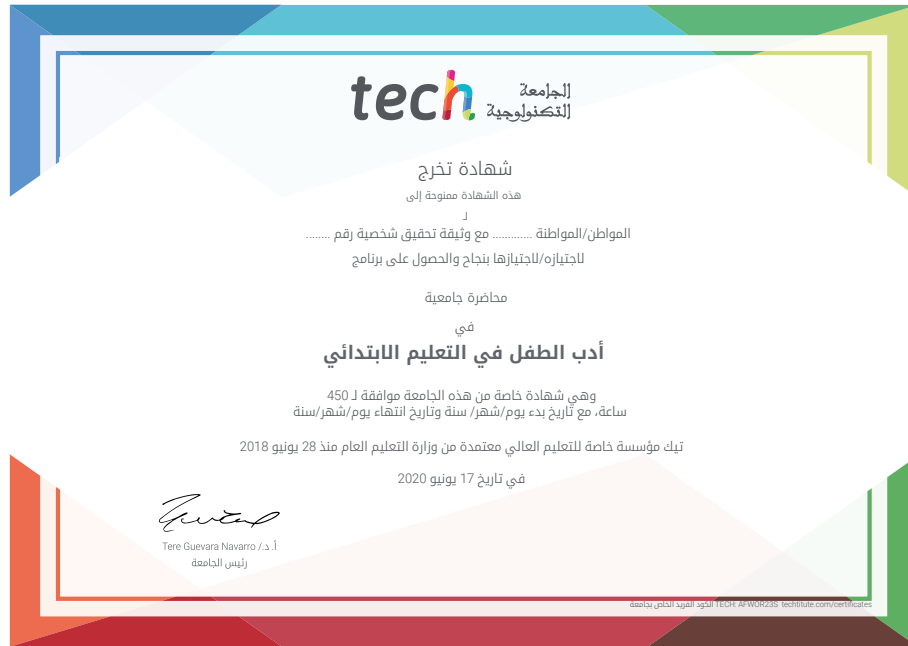 tech الجامعة
التكنولوجية
شهادة تخرج
هذه الشهادة ممنوحة إلى
لـ
المواطن/المواطنة ............. مع وثيقة تحقيق شخصية رقم ........
لاجتيازه/لاجتيازها بنجاح والحصول على برنامج
محاضرة جامعية
في
أدب الطفل في التعليم الابتدائي
وهي شهادة خاصة من هذه الجامعة موافقة لـ 450
ساعة، مع تاريخ بدء يوم/شهر/ سنة وتاريخ انتهاء يوم/شهر/سنة
تيك مؤسسة خاصة للتعليم العالي معتمدة من وزارة التعليم العام منذ 28 يونيو 2018
في تاريخ 17 يونيو 2020
أ. د./ Tere Guevara Navarro
رئيس الجامعة
الكود الفريد الخاص بجامعة TECH: AFWOR23S techtitute.com/certificates